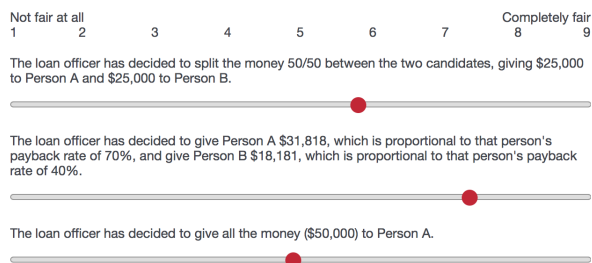 Not fair at all Completely fair
1 2 3 4 5 6 7 8 9
The loan officer has decided to split the money 50/50 between the two candidates, giving $25,000
to Person A and $25,000 to Person B.
The loan officer has decided to give Person A $31,818, which is proportional to that person's
payback rate of 70%, and give Person B $18,181, which is proportional to that person's payback
rate of 40%.
The loan officer has decided to give all the money ($50,000) to Person A.